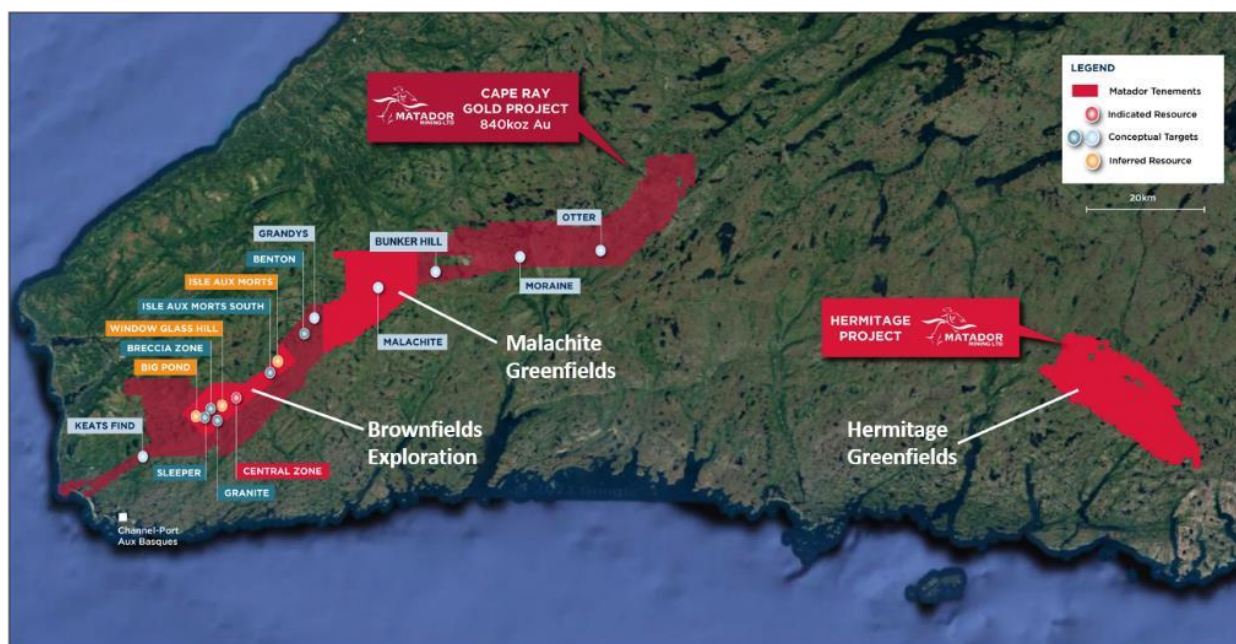 MATADOR
MINING LTD
CAPE RAY
GOLD PROJECT
840koz Au
LEGEND
Matador Tenements
Indicated Resource
Conceptual Targets
Inferred Resource
20km
OTTER
GRANDYS
BUNKER HILL
BENTON
MORAINE
ISLE AUX MORTS
ISLE AUX MORTS SOUTH
WINDOW GLASS HILL
MALACHITE
BRECCIA ZONE
Malachite
Greenfields
HERMITAGE
PROJECT
MATADOR
MINING LTD
BIG POND
KEATS FIND
Brownfields
Exploration
Hermitage
Greenfields
SLEEPER
CENTRAL ZONE
GRANITE
Channel-Port
Aux Basques